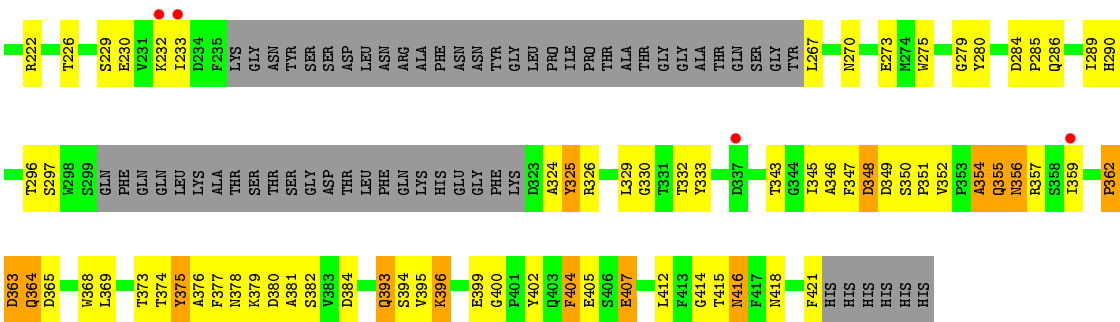 R222 T226 S229 E230 V231 K232 I233 D234 F235 LYS GLY ASN TYR SER SER ASP LEU ASN ARG ALA PHE ASN ASN TYR GLY LEU PRO ILE PRO THR ALA THR GLY GLY ALA THR GLN SER GLY TYR L267 N270 E273 M274 W275 G279 Y280 D284 P285 Q286 I289 H290
T296 S297 W298 S299 GLN PHE GLN GLN LEU LYS ALA THR SER THR SER GLY ASP THR LEU PHE GLN LYS HIS GLU GLY PHE LYS D323 A324 Y325 R326 L329 G330 T331 T332 Y333 D337 T343 G344 I345 A346 F347 D348 D349 S350 P351 V352 P353 A354 Q355 N356 R357 S358 I359 P362
D363 Q364 D365 W368 L369 T373 T374 Y375 A376 F377 N378 K379 D380 A381 S382 V383 D384 Q393 S394 V395 K396 E399 G400 P401 Y402 Q403 F404 E405 S406 E407 L412 F413 G414 T415 N416 F417 N418 F421 HIS HIS HIS HIS HIS HIS